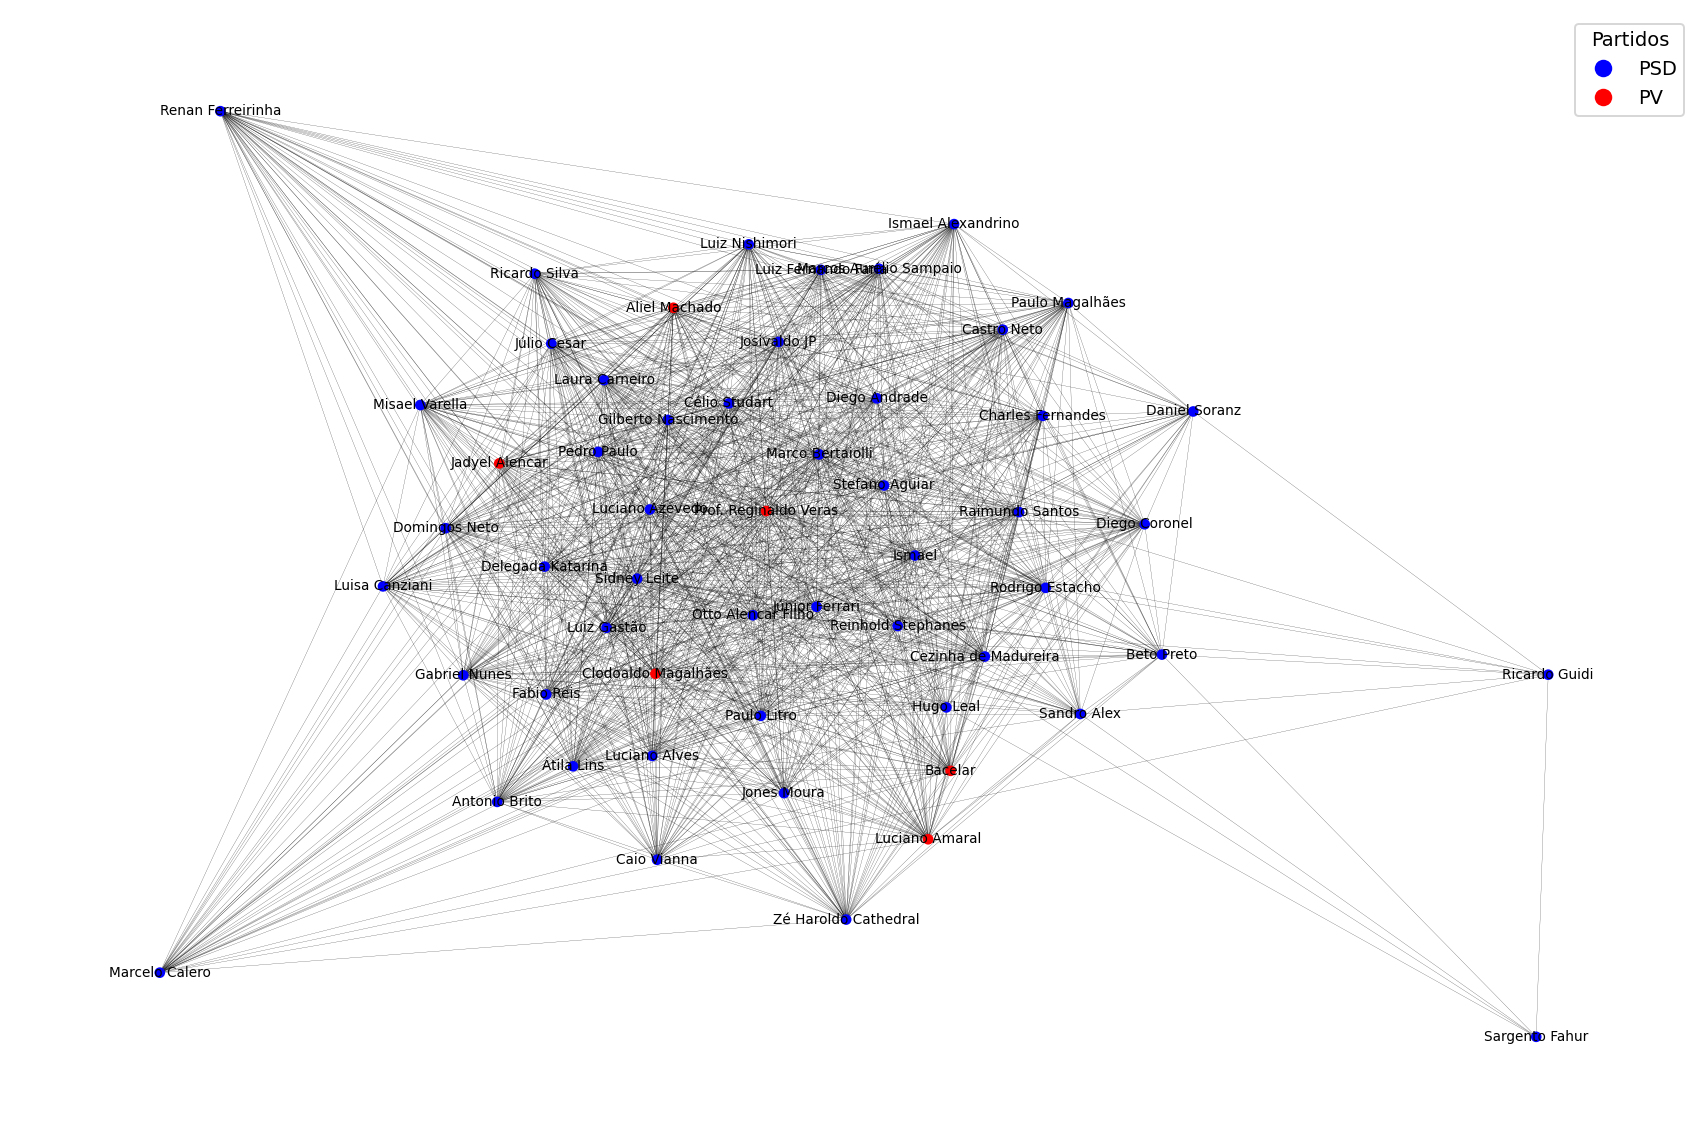 Partidos
PSD
PV
Renan Ferreirinha
Ismael Alexandrino
Luiz Nishimori
Luiz Fernando Faria
Marcos Aurélio Sampaio
Ricardo Silva
Paulo Magalhães
Aliel Machado
Castro Neto
Júlio Cesar
Josivaldo JP
Laura Carneiro
Misael Varella
Célio Studart
Diego Andrade
Daniel Soranz
Charles Fernandes
Gilberto Nascimento
Pedro Paulo
Marco Bertaiolli
Jadyel Alencar
Stefano Aguiar
Luciano Azevedo
Prof. Reginaldo Veras
Raimundo Santos
Diego Coronel
Domingos Neto
Ismael
Delegada Katarina
Sidney Leite
Luisa Canziani
Rodrigo Estacho
Júnior Ferrari
Otto Alencar Filho
Luiz Gastão
Reinhold Stephanes
Cezinha de Madureira
Beto Preto
Gabriel Nunes
Clodoaldo Magalhães
Ricardo Guidi
Fabio Reis
Hugo Leal
Paulo Litro
Sandro Alex
Luciano Alves
Átila Lins
Bacelar
Jones Moura
Antonio Brito
Luciano Amaral
Caio Vianna
Zé Haroldo Cathedral
Marcelo Calero
Sargento Fahur